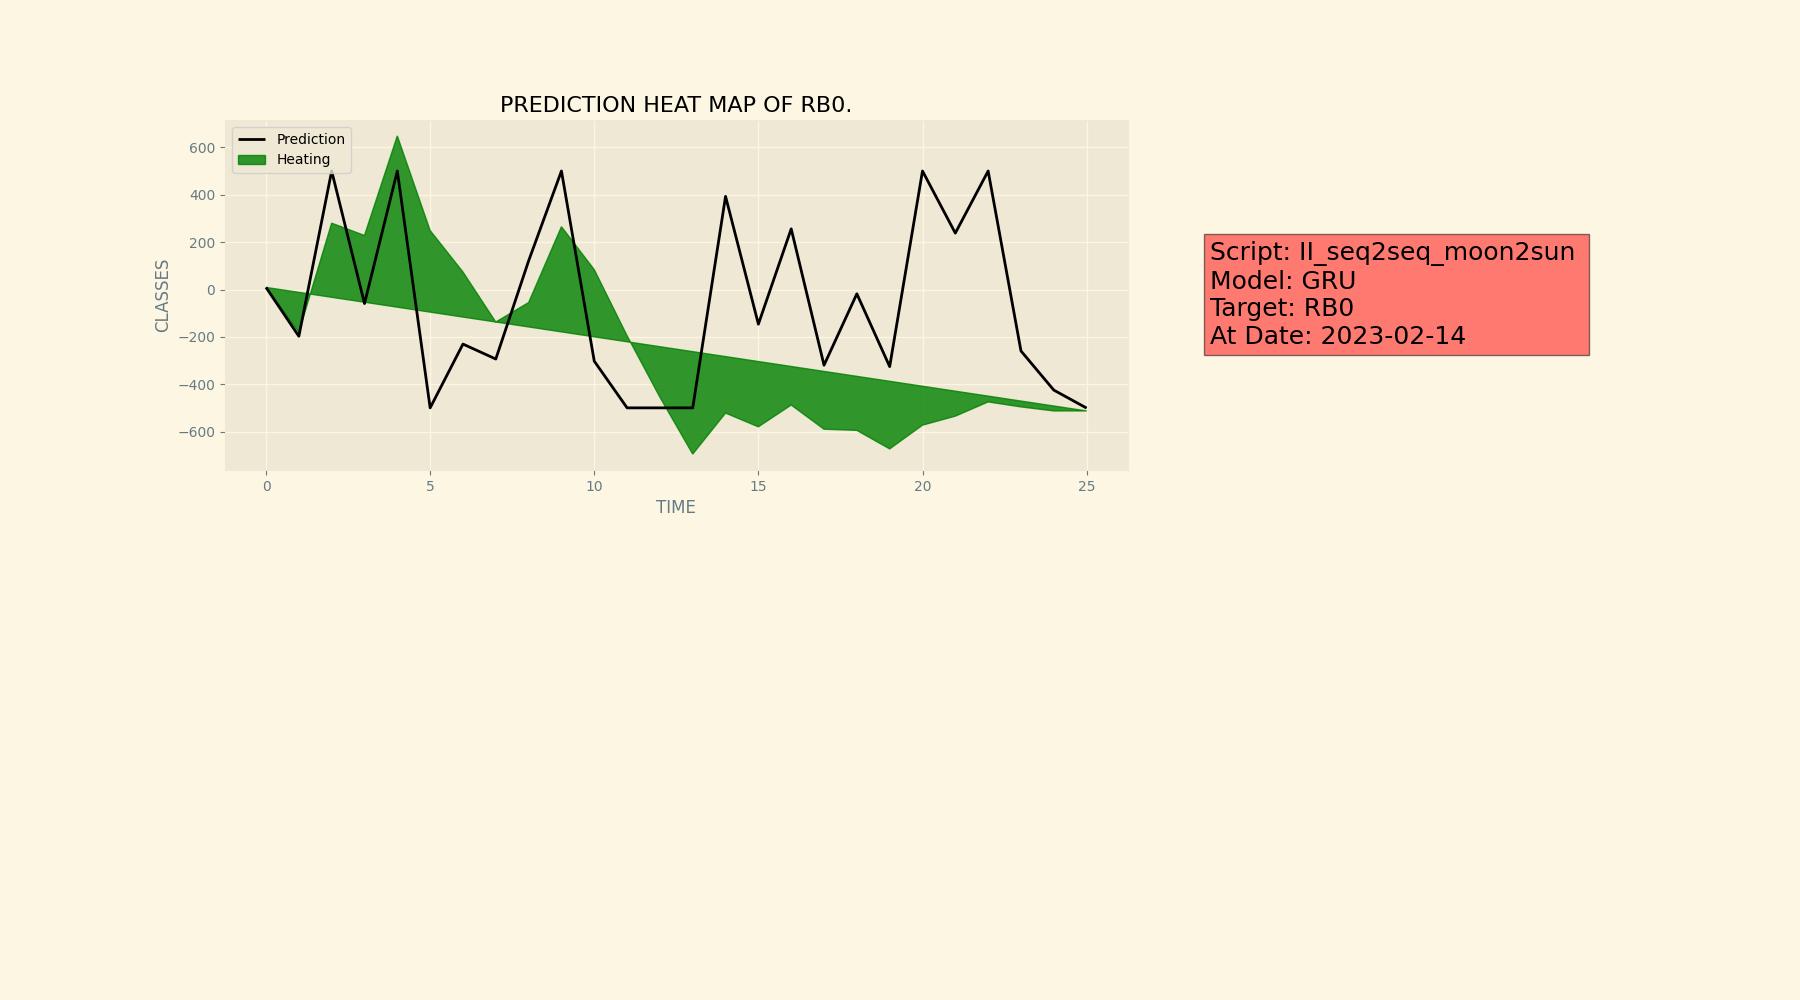 PREDICTION HEAT MAP OF RB0.
Prediction
Heating
600
400
200
0
−200
−400
−600
CLASSES
0 5 10 15 20 25
TIME
Script: II_seq2seq_moon2sun
Model: GRU
Target: RB0
At Date: 2023-02-14